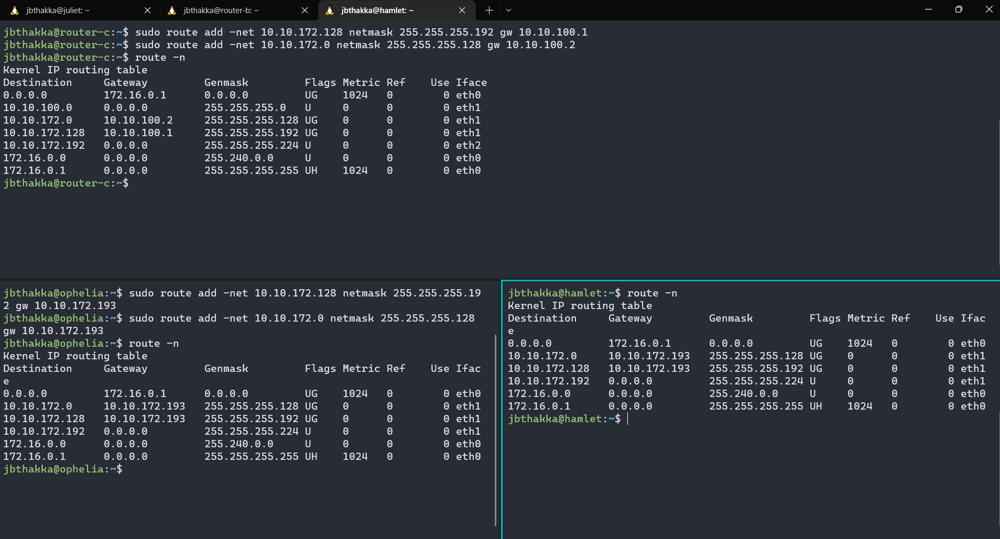 jbthakka@juliet: ~
jbthakka@router-b: ~
jbthakka@hamlet: ~
jbthakka@router-c:~$ sudo route add -net 10.10.172.128 netmask 255.255.255.192 gw 10.10.100.1
jbthakka@router-c:~$ sudo route add -net 10.10.172.0 netmask 255.255.255.128 gw 10.10.100.2
jbthakka@router-c:~$ route -n
Kernel IP routing table
Destination     Gateway         Genmask         Flags Metric Ref    Use Iface
0.0.0.0         172.16.0.1      0.0.0.0         UG    1024   0        0 eth0
10.10.100.0     0.0.0.0         255.255.255.0   U     0      0        0 eth1
10.10.172.0     10.10.100.2     255.255.255.128 UG    0      0        0 eth1
10.10.172.128   10.10.100.1     255.255.255.192 UG    0      0        0 eth1
10.10.172.192   0.0.0.0         255.255.255.224 U     0      0        0 eth2
172.16.0.0      0.0.0.0         255.240.0.0     U     0      0        0 eth0
172.16.0.1      0.0.0.0         255.255.255.255 UH    1024   0        0 eth0
jbthakka@router-c:~$
jbthakka@ophelia:~$ sudo route add -net 10.10.172.128 netmask 255.255.255.19
2 gw 10.10.172.193
jbthakka@ophelia:~$ sudo route add -net 10.10.172.0 netmask 255.255.255.128
gw 10.10.172.193
jbthakka@ophelia:~$ route -n
Kernel IP routing table
Destination     Gateway         Genmask         Flags Metric Ref    Use Ifac
e
0.0.0.0         172.16.0.1      0.0.0.0         UG    1024   0        0 eth0
10.10.172.0     10.10.172.193   255.255.255.128 UG    0      0        0 eth1
10.10.172.128   10.10.172.193   255.255.255.192 UG    0      0        0 eth1
10.10.172.192   0.0.0.0         255.255.255.224 U     0      0        0 eth1
172.16.0.0      0.0.0.0         255.240.0.0     U     0      0        0 eth0
172.16.0.1      0.0.0.0         255.255.255.255 UH    1024   0        0 eth0
jbthakka@ophelia:~$
jbthakka@hamlet:~$ route -n
Kernel IP routing table
Destination     Gateway         Genmask         Flags Metric Ref    Use Ifac
e
0.0.0.0         172.16.0.1      0.0.0.0         UG    1024   0        0 eth0
10.10.172.0     10.10.172.193   255.255.255.128 UG    0      0        0 eth1
10.10.172.128   10.10.172.193   255.255.255.192 UG    0      0        0 eth1
10.10.172.192   0.0.0.0         255.255.255.224 U     0      0        0 eth1
172.16.0.0      0.0.0.0         255.240.0.0     U     0      0        0 eth0
172.16.0.1      0.0.0.0         255.255.255.255 UH    1024   0        0 eth0
jbthakka@hamlet:~$